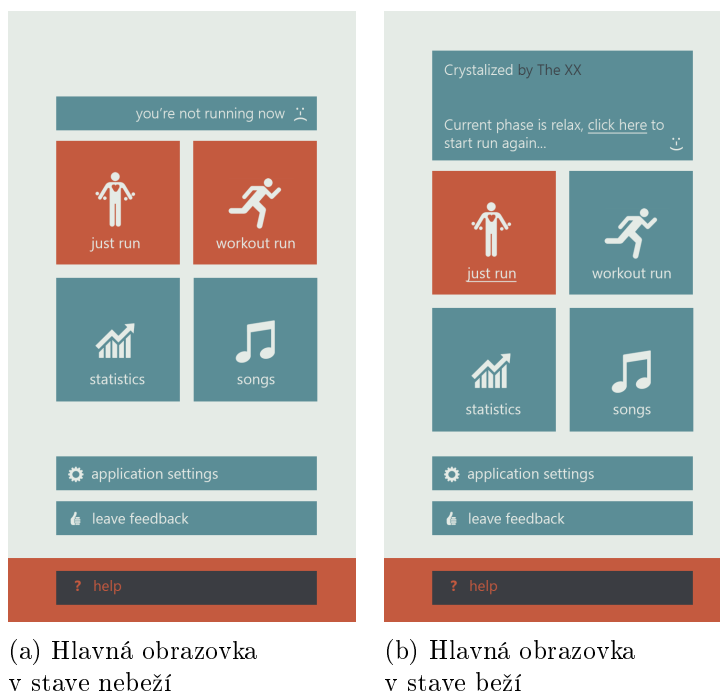 you're not running now
just run
workout run
statistics
songs
application settings
leave feedback
? help
(a) Hlavná obrazovka
v stave nebeží
Crystalized by The XX
Current phase is relax, click here to
start run again...
just run
workout run
statistics
songs
application settings
leave feedback
? help
(b) Hlavná obrazovka
v stave beží